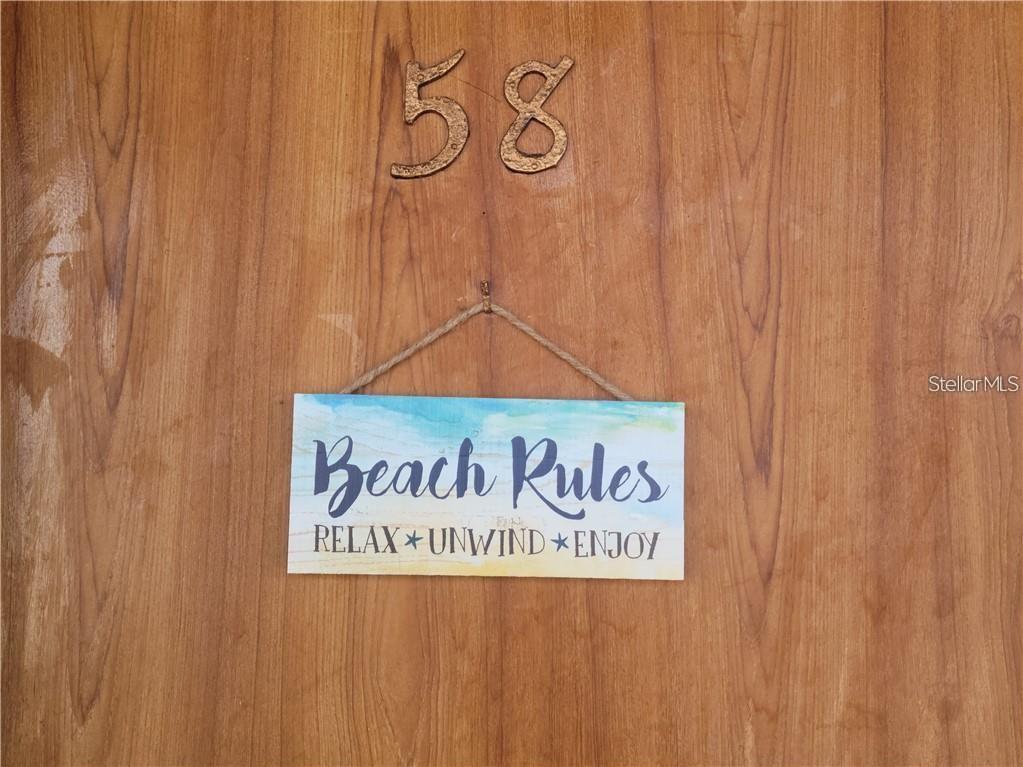 58
StellarMLS
Beach Rules
RELAX ★ UNWIND ★ ENJOY